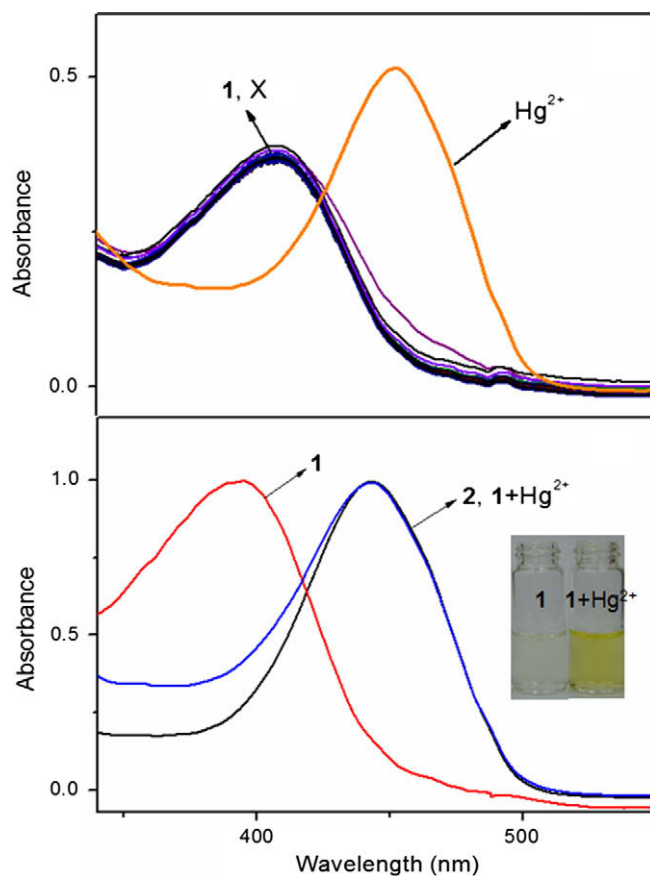 0.5
1, X
Hg²⁺
Absorbance
0.0
1.0
1
2, 1+Hg²⁺
1 1+Hg²⁺
0.5
Absorbance
0.0
400 500
Wavelength (nm)